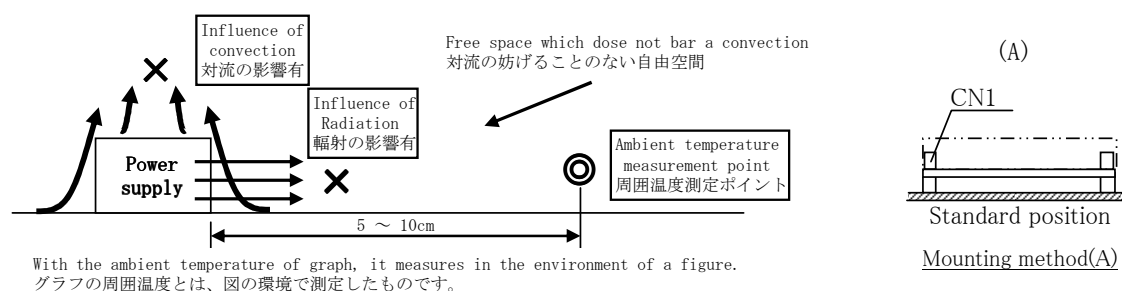 Influence of
convection
対流の影響有
Free space which dose not bar a convection
対流の妨げることのない自由空間
Influence of
Radiation
輻射の影響有
Power
supply
Ambient temperature
measurement point
周囲温度測定ポイント
5 ～ 10cm
With the ambient temperature of graph, it measures in the environment of a figure.
グラフの周囲温度とは、図の環境で測定したものです。
(A)
CN1
Standard position
Mounting method(A)